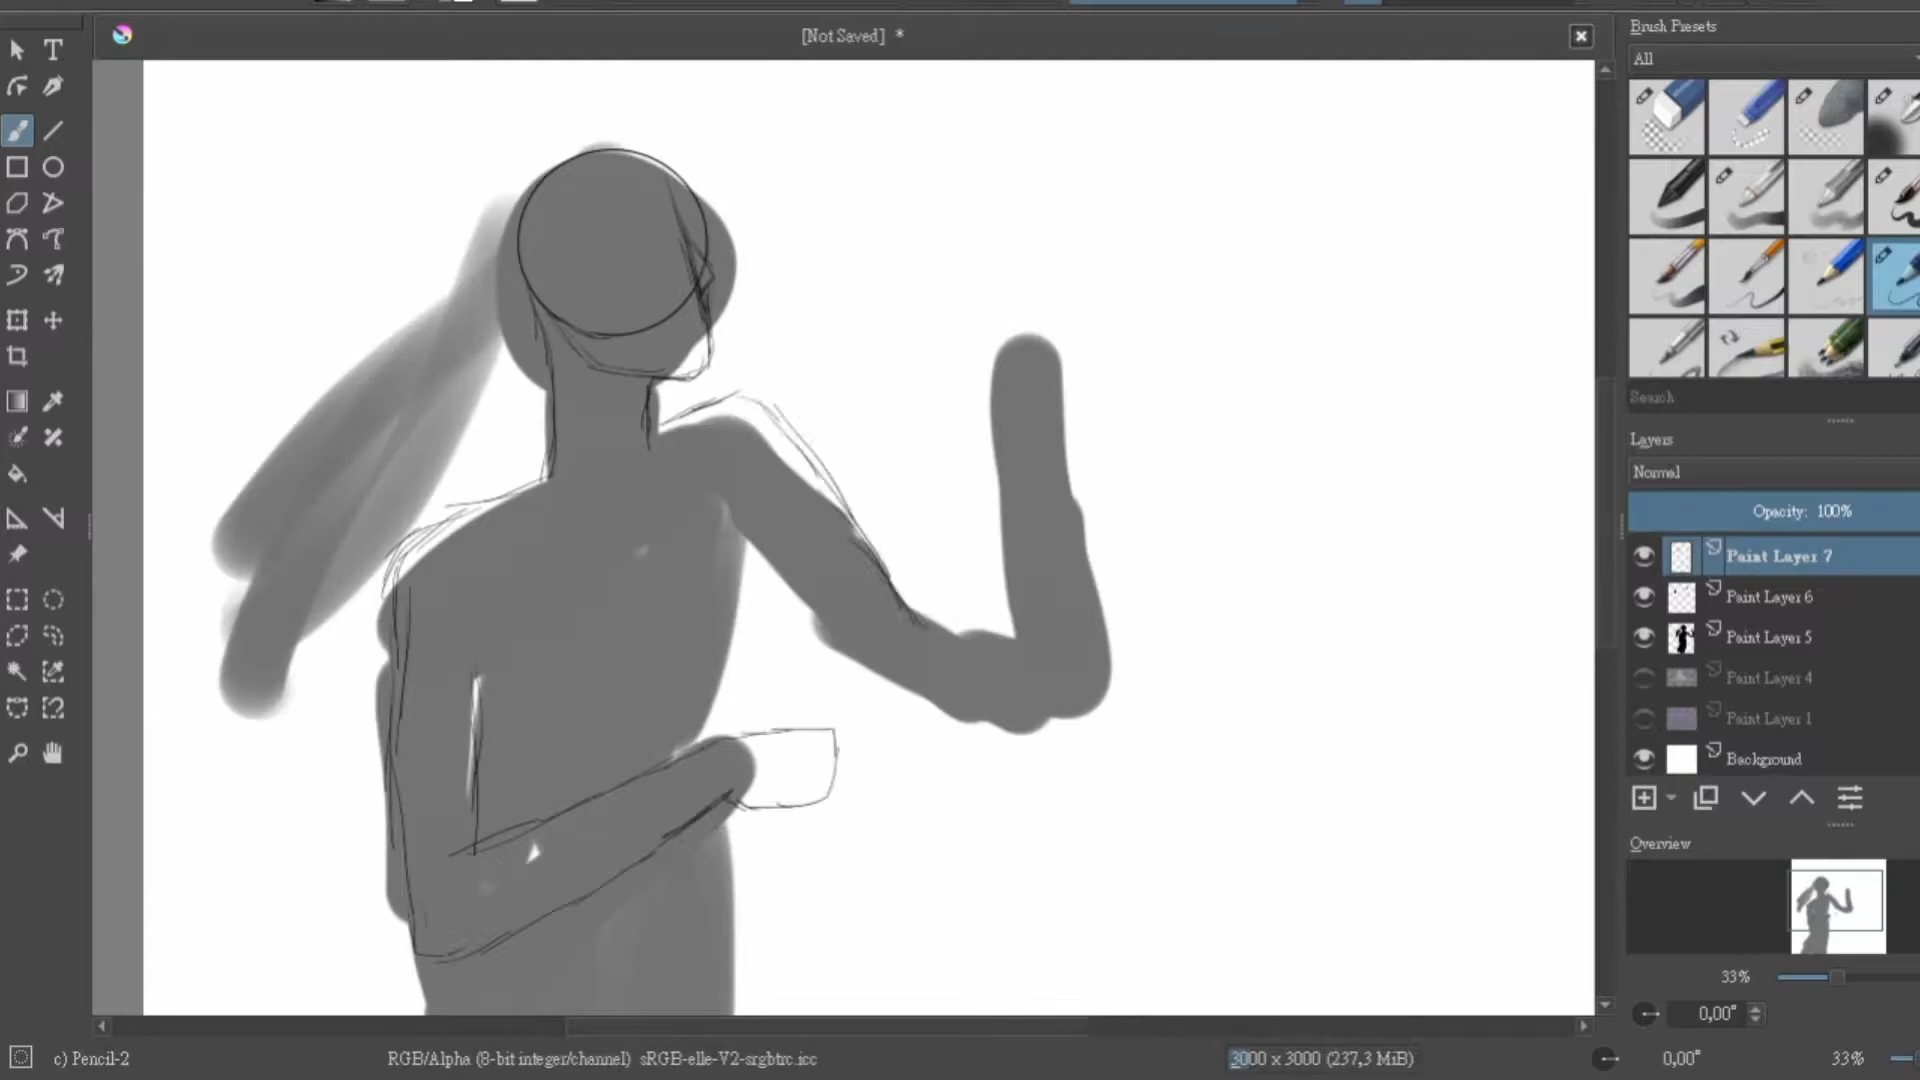 [Not Saved] *
Brush Presets
All
Search
Layers
Normal
Opacity: 100%
Paint Layer 7
Paint Layer 6
Paint Layer 5
Paint Layer 4
Paint Layer 1
Background
Overview
33%
0,00°
c) Pencil-2
RGB/Alpha (8-bit integer/channel) sRGB-elle-V2-srgbtrc.icc
3000 x 3000 (237,3 MiB)
0,00°
33%